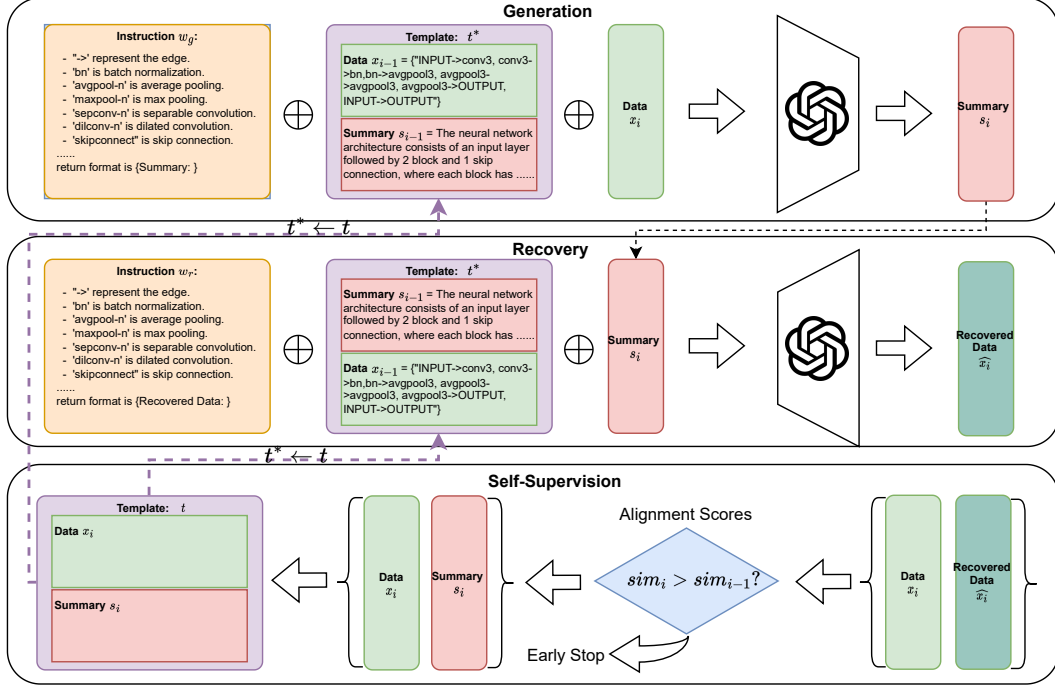 Generation
Instruction w_g:
- "->' represent the edge.
- 'bn' is batch normalization.
- 'avgpool-n' is average pooling.
- 'maxpool-n' is max pooling.
- 'sepconv-n' is separable convolution.
- 'dilconv-n' is dilated convolution.
- 'skipconnect" is skip connection.
......
return format is {Summary: }
Template: t*
Data x_{i-1} = {"INPUT->conv3, conv3-
>bn,bn->avgpool3, avgpool3-
>avgpool3, avgpool3->OUTPUT,
INPUT->OUTPUT"}
Summary s_{i-1} = The neural network
architecture consists of an input layer
followed by 2 block and 1 skip
connection, where each block has ......
Data
x_i
Summary
s_i
t* ← t
Recovery
Instruction w_r:
- "->' represent the edge.
- 'bn' is batch normalization.
- 'avgpool-n' is average pooling.
- 'maxpool-n' is max pooling.
- 'sepconv-n' is separable convolution.
- 'dilconv-n' is dilated convolution.
- 'skipconnect" is skip connection.
......
return format is {Recovered Data: }
Template: t*
Summary s_{i-1} = The neural network
architecture consists of an input layer
followed by 2 block and 1 skip
connection, where each block has ......
Data x_{i-1} = {"INPUT->conv3, conv3-
>bn,bn->avgpool3, avgpool3-
>avgpool3, avgpool3->OUTPUT,
INPUT->OUTPUT"}
Summary
s_i
Recovered
Data
x̂_i
t* ← t
Self-Supervision
Template: t
Data x_i
Summary s_i
Data
x_i
Summary
s_i
Alignment Scores
sim_i > sim_{i-1}?
Early Stop
Data
x_i
Recovered
Data
x̂_i